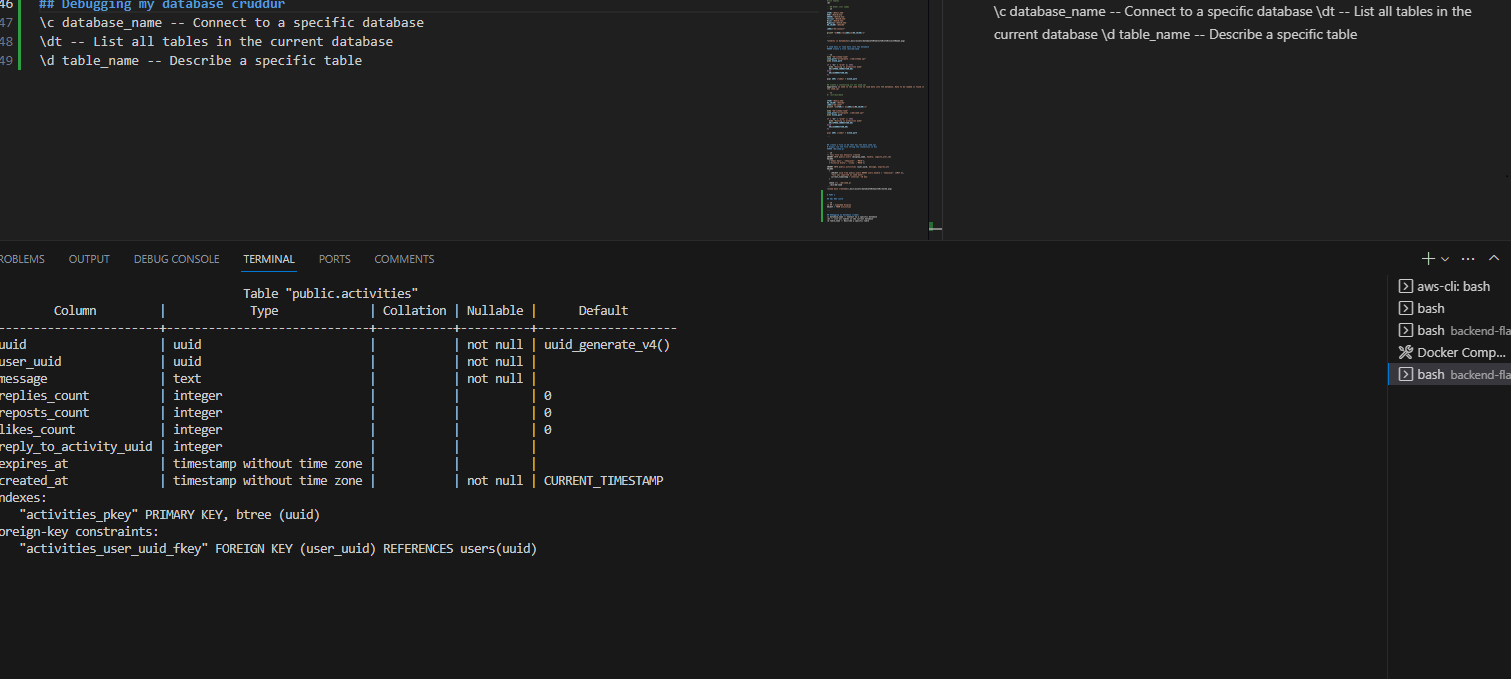 46 ## Debugging my database cruddur
47 \c database_name -- Connect to a specific database
48 \dt -- List all tables in the current database
49 \d table_name -- Describe a specific table
\c database_name -- Connect to a specific database \dt -- List all tables in the
current database \d table_name -- Describe a specific table
ROBLEMS OUTPUT DEBUG CONSOLE TERMINAL PORTS COMMENTS
Table "public.activities"
Column | Type | Collation | Nullable | Default
----------------------+-----------------------------+-----------+----------+--------------------
uuid | uuid | | not null | uuid_generate_v4()
user_uuid | uuid | | not null |
message | text | | not null |
replies_count | integer | | | 0
reposts_count | integer | | | 0
likes_count | integer | | | 0
reply_to_activity_uuid | integer | | |
expires_at | timestamp without time zone | | |
created_at | timestamp without time zone | | not null | CURRENT_TIMESTAMP
ndexes:
"activities_pkey" PRIMARY KEY, btree (uuid)
oreign-key constraints:
"activities_user_uuid_fkey" FOREIGN KEY (user_uuid) REFERENCES users(uuid)
aws-cli: bash
bash
bash backend-fla
Docker Comp...
bash backend-fla